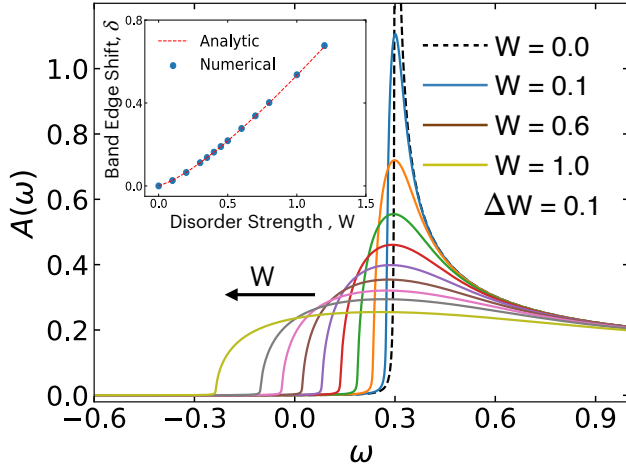 A(ω)
1.0
0.8
0.6
0.4
0.2
0.0
−0.6
−0.3
0.0
0.3
0.6
0.9
ω
W = 0.0
W = 0.1
W = 0.6
W = 1.0
ΔW = 0.1
W
Band Edge Shift, δ
0.8
0.4
0.0
0.0
0.5
1.0
1.5
Disorder Strength , W
Analytic
Numerical